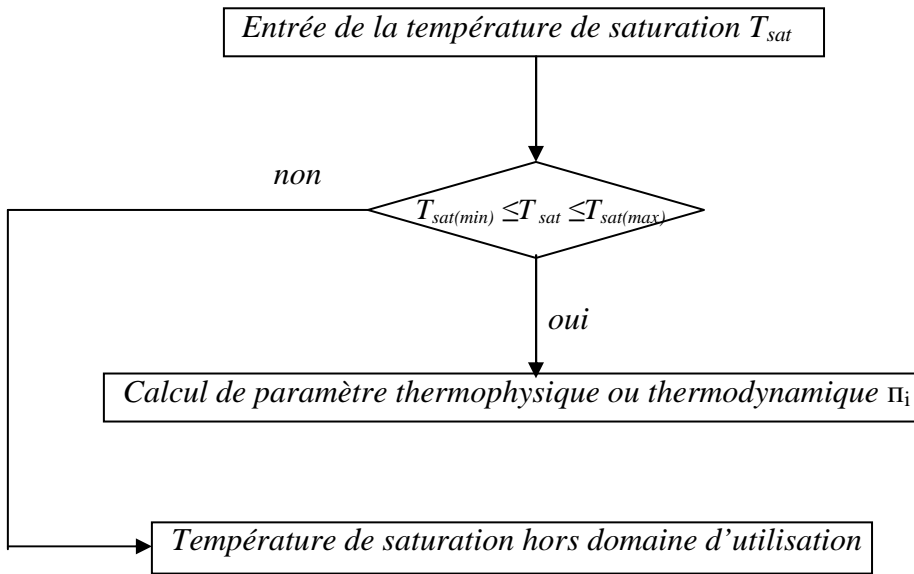 Entrée de la température de saturation Tsat
non
Tsat(min) ≤Tsat ≤Tsat(max)
oui
Calcul de paramètre thermophysique ou thermodynamique πi
Température de saturation hors domaine d'utilisation